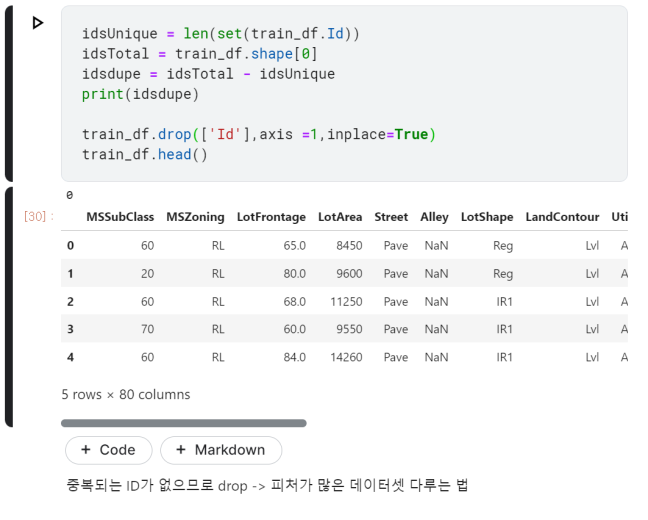 idsUnique = len(set(train_df.Id))
idsTotal = train_df.shape[0]
idsdupe = idsTotal - idsUnique
print(idsdupe)
train_df.drop(['Id'],axis =1,inplace=True)
train_df.head()
0
[30]:
MSSubClass MSZoning LotFrontage LotArea Street Alley LotShape LandContour Uti
0 60 RL 65.0 8450 Pave NaN Reg Lvl A
1 20 RL 80.0 9600 Pave NaN Reg Lvl A
2 60 RL 68.0 11250 Pave NaN IR1 Lvl A
3 70 RL 60.0 9550 Pave NaN IR1 Lvl A
4 60 RL 84.0 14260 Pave NaN IR1 Lvl A
5 rows × 80 columns
+ Code + Markdown
중복되는 ID가 없으므로 drop -> 피처가 많은 데이터셋 다루는 법